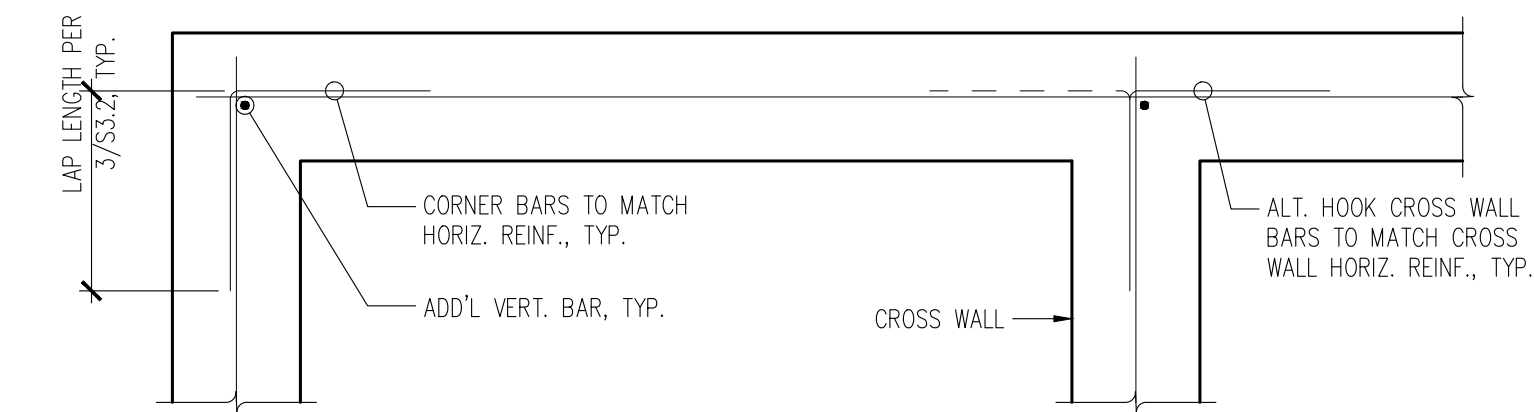 LAP LENGTH PER
3/S3.2, TYP.
CORNER BARS TO MATCH
HORIZ. REINF., TYP.
ADD'L VERT. BAR, TYP.
CROSS WALL
ALT. HOOK CROSS WALL
BARS TO MATCH CROSS
WALL HORIZ. REINF., TYP.